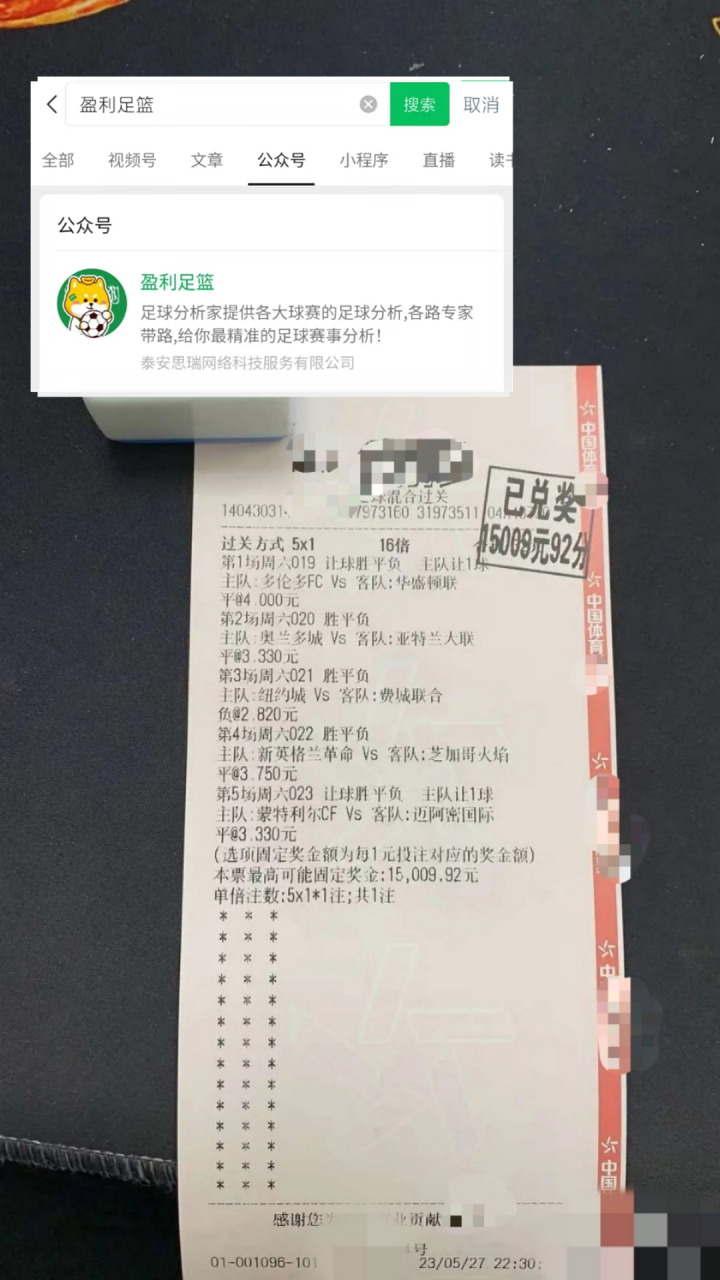 盈利足篮
搜索
取消
全部
视频号
文章
公众号
小程序
直播
读书
公众号
盈利足篮
足球分析家提供各大球赛的足球分析,各路专家
带路,给你最精准的足球赛事分析!
泰安思瑞网络科技服务有限公司
中国体育
球混合过关
已兑奖
15009元92分
1404303
7973160 31973511
过关方式 5x1 16倍
第1场周六019 让球胜平负 主队让1球
主队:多伦多FC Vs 客队:华盛顿联
平@4.000元
第2场周六020 胜平负
主队:奥兰多城 Vs 客队:亚特兰大联
平@3.330元
中国体育
第3场周六021 胜平负
主队:纽约城 Vs 客队:费城联合
负@2.820元
第4场周六022 胜平负
主队:新英格兰革命 Vs 客队:芝加哥火焰
平@3.750元
第5场周六023 让球胜平负 主队让1球
主队:蒙特利尔CF Vs 客队:迈阿密国际
平@3.330元
(选项固定奖金额为每1元投注对应的奖金额)
本票最高可能固定奖金:15,009.92元
单倍注数:5x1*1注;共1注
* * *
* * *
* * *
* * *
* * *
* * *
* * *
* * *
* * *
* * *
* * *
* * *
* * *
* * *
中
中国
感谢您为 业贡献
号
01-001096-101 23/05/27 22:30: